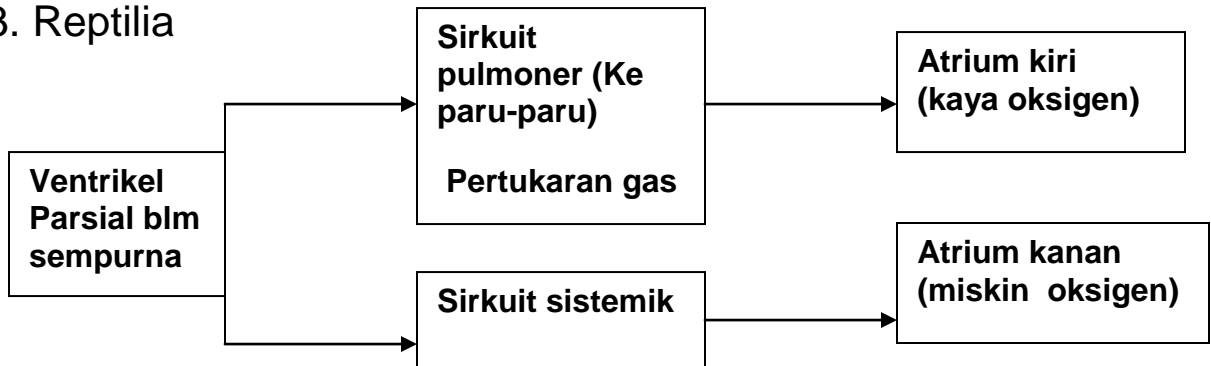 3. Reptilia
Ventrikel
Parsial blm
sempurna
Sirkuit
pulmoner (Ke
paru-paru)
Pertukaran gas
Atrium kiri
(kaya oksigen)
Sirkuit sistemik
Atrium kanan
(miskin oksigen)